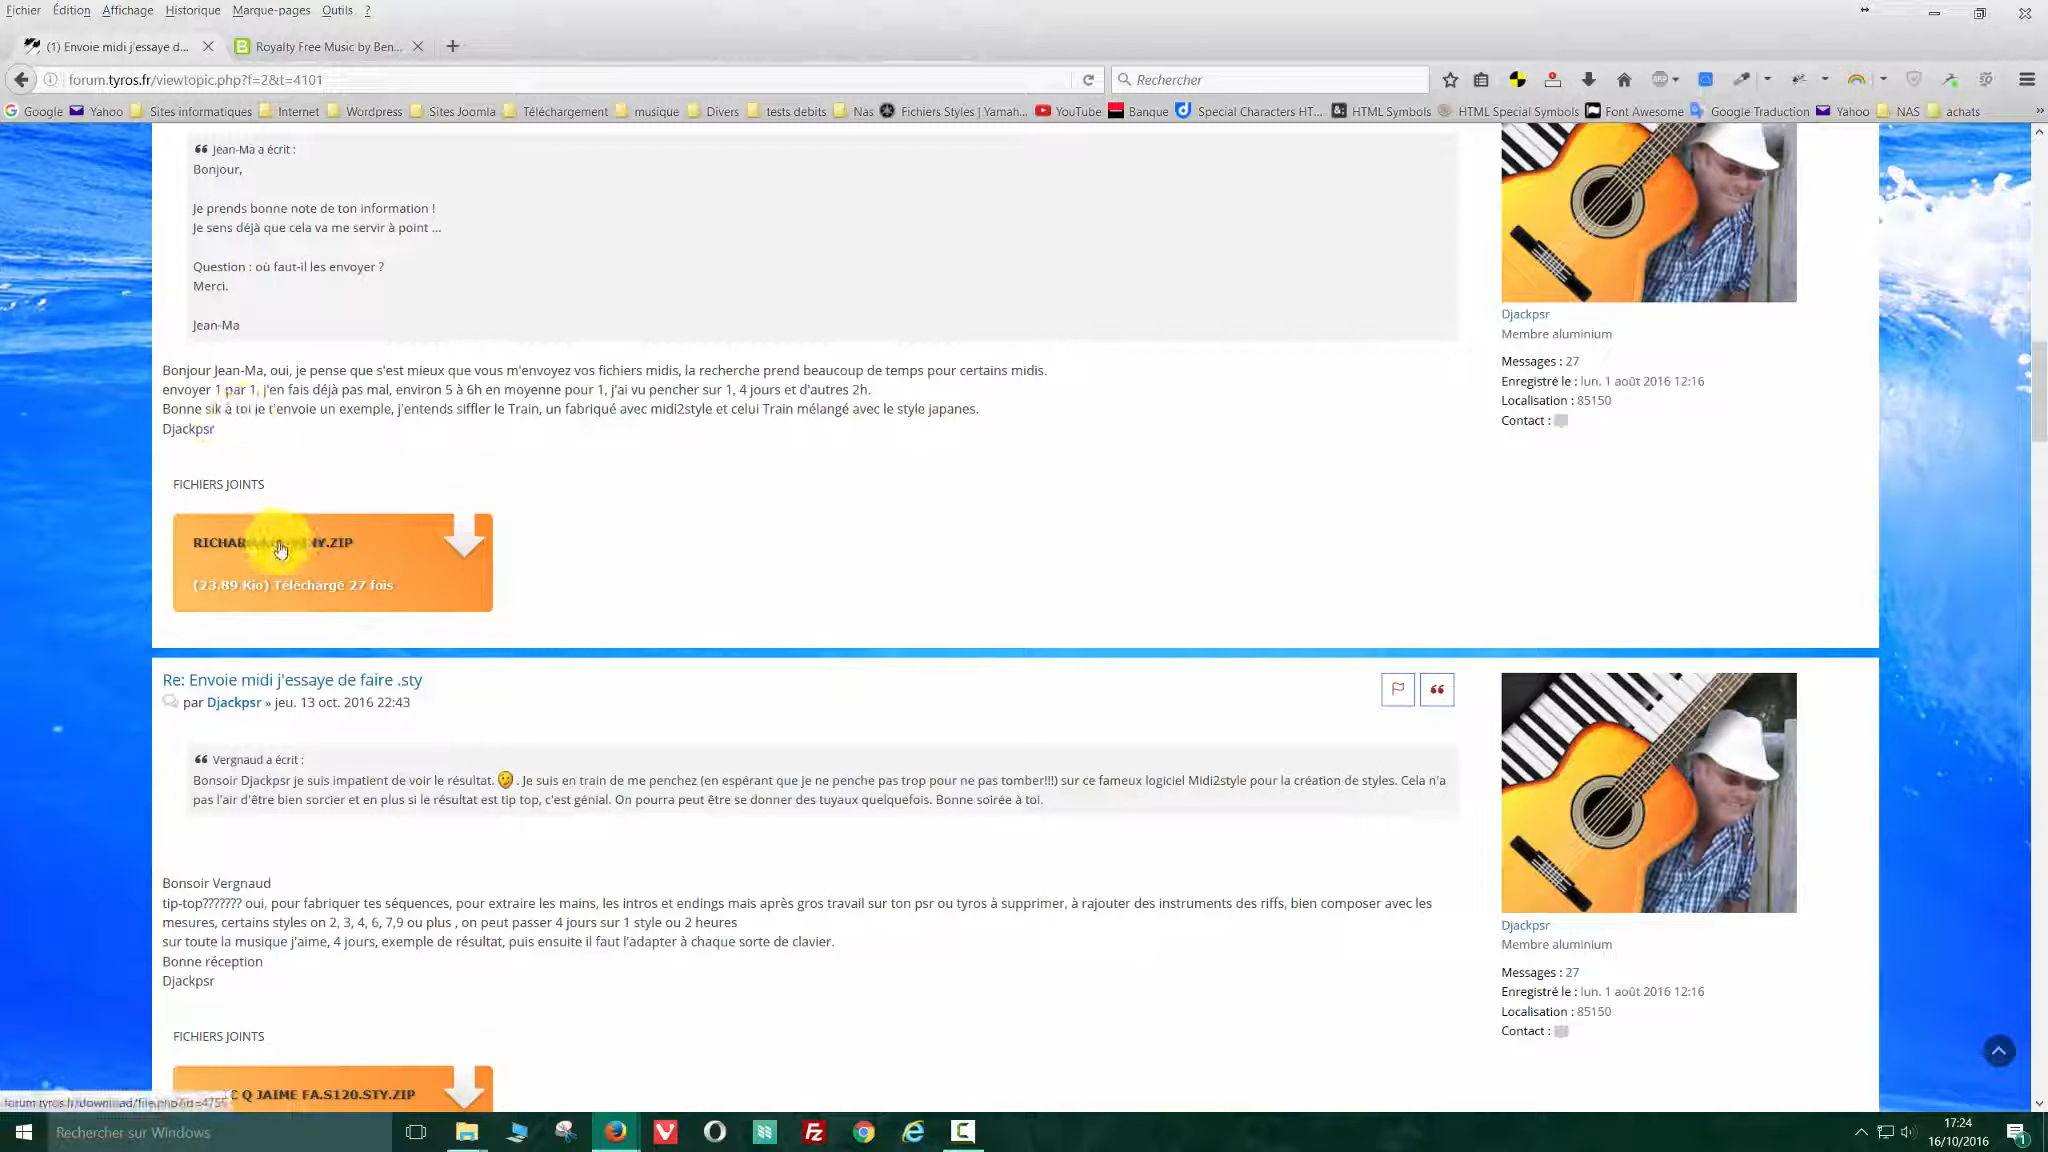 Fichier Édition Affichage Historique Marque-pages Outils ?
(1) Envoie midi j'essaye d... Royalty Free Music by Ben...
forum.tyros.fr/viewtopic.php?f=2&t=4101 Rechercher
Google Yahoo Sites informatiques Internet Wordpress Sites Joomla Téléchargement musique Divers tests debits Nas Fichiers Styles | Yamah... YouTube Banque Special Characters HT... HTML Symbols HTML Special Symbols Font Awesome Google Traduction Yahoo NAS achats
Jean-Ma a écrit :
Bonjour,
Je prends bonne note de ton information !
Je sens déjà que cela va me servir à point ...
Question : où faut-il les envoyer ?
Merci.
Jean-Ma
Bonjour Jean-Ma, oui, je pense que s'est mieux que vous m'envoyez vos fichiers midis, la recherche prend beaucoup de temps pour certains midis.
envoyer 1 par 1, j'en fais déjà pas mal, environ 5 à 6h en moyenne pour 1, j'ai vu pencher sur 1, 4 jours et d'autres 2h.
Bonne sik à toi je t'envoie un exemple, j'entends siffler le Train, un fabriqué avec midi2style et celui Train mélangé avec le style japanes.
Djackpsr
FICHIERS JOINTS
(23.89 Kio) Téléchargé 27 fois
Djackpsr
Membre aluminium
Messages : 27
Enregistré le : lun. 1 août 2016 12:16
Localisation : 85150
Contact :
Re: Envoie midi j'essaye de faire .sty
par Djackpsr » jeu. 13 oct. 2016 22:43
Vergnaud a écrit :
Bonsoir Djackpsr je suis impatient de voir le résultat. . Je suis en train de me penchez (en espérant que je ne penche pas trop pour ne pas tomber!!!) sur ce fameux logiciel Midi2style pour la création de styles. Cela n'a
pas l'air d'être bien sorcier et en plus si le résultat est tip top, c'est génial. On pourra peut être se donner des tuyaux quelquefois. Bonne soirée à toi.
Bonsoir Vergnaud
tip-top??????? oui, pour fabriquer tes séquences, pour extraire les mains, les intros et endings mais après gros travail sur ton psr ou tyros à supprimer, à rajouter des instruments des riffs, bien composer avec les
mesures, certains styles on 2, 3, 4, 6, 7,9 ou plus , on peut passer 4 jours sur 1 style ou 2 heures
sur toute la musique j'aime, 4 jours, exemple de résultat, puis ensuite il faut l'adapter à chaque sorte de clavier.
Bonne réception
Djackpsr
FICHIERS JOINTS
Q JAIME FA.S120.STY.ZIP
Djackpsr
Membre aluminium
Messages : 27
Enregistré le : lun. 1 août 2016 12:16
Localisation : 85150
Contact :
Rechercher sur Windows
17:24
16/10/2016